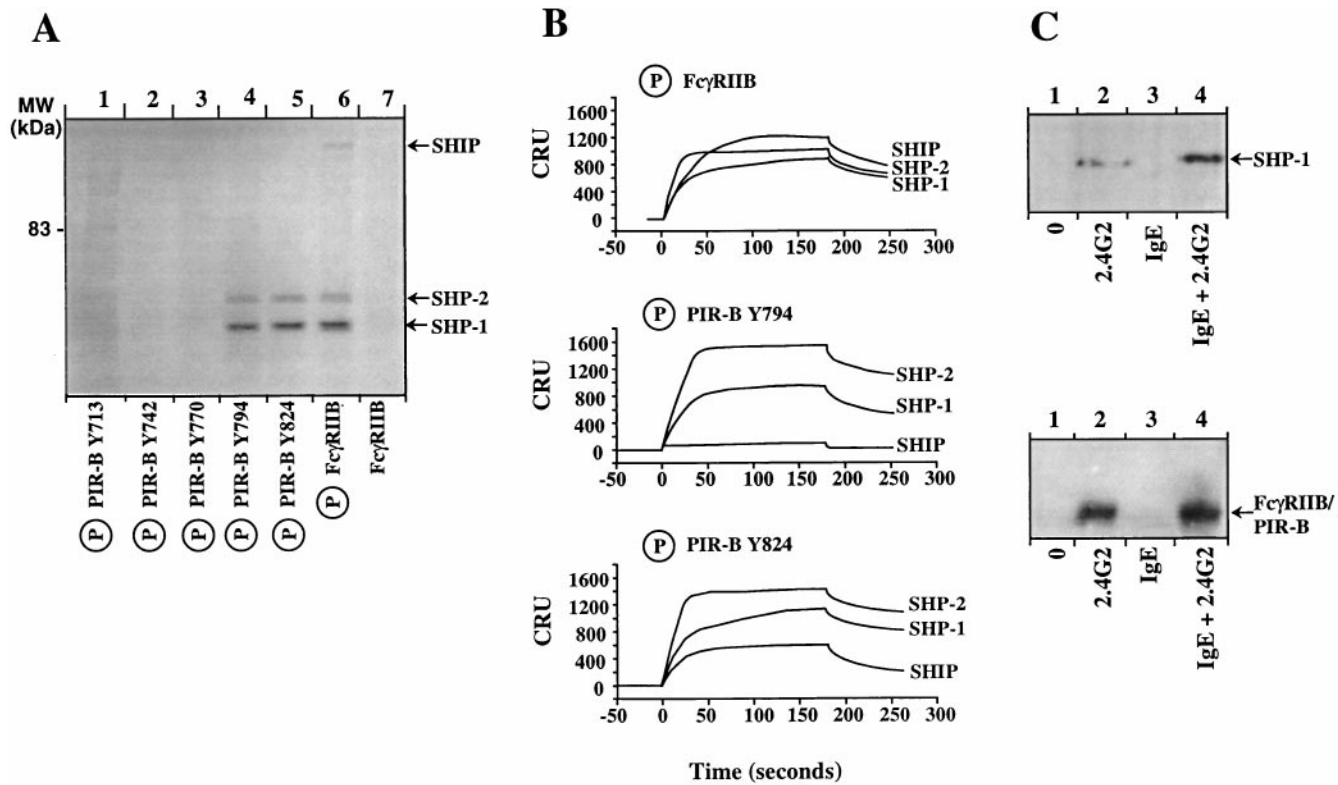 A
1 2 3 4 5 6 7
MW
(kDa)
83
SHIP
SHP-2
SHP-1
P PIR-B Y713
P PIR-B Y742
P PIR-B Y770
P PIR-B Y794
P PIR-B Y824
P FcγRIIB
FcγRIIB
B
P FcγRIIB
CRU
1600
1200
800
400
0
-50 0 50 100 150 200 250 300
SHIP
SHP-2
SHP-1
P PIR-B Y794
CRU
1600
1200
800
400
0
-50 0 50 100 150 200 250 300
SHP-2
SHP-1
SHIP
P PIR-B Y824
CRU
1600
1200
800
400
0
-50 0 50 100 150 200 250 300
SHP-2
SHP-1
SHIP
Time (seconds)
C
1 2 3 4
SHP-1
0
2.4G2
IgE
IgE + 2.4G2
1 2 3 4
FcγRIIB/
PIR-B
0
2.4G2
IgE
IgE + 2.4G2